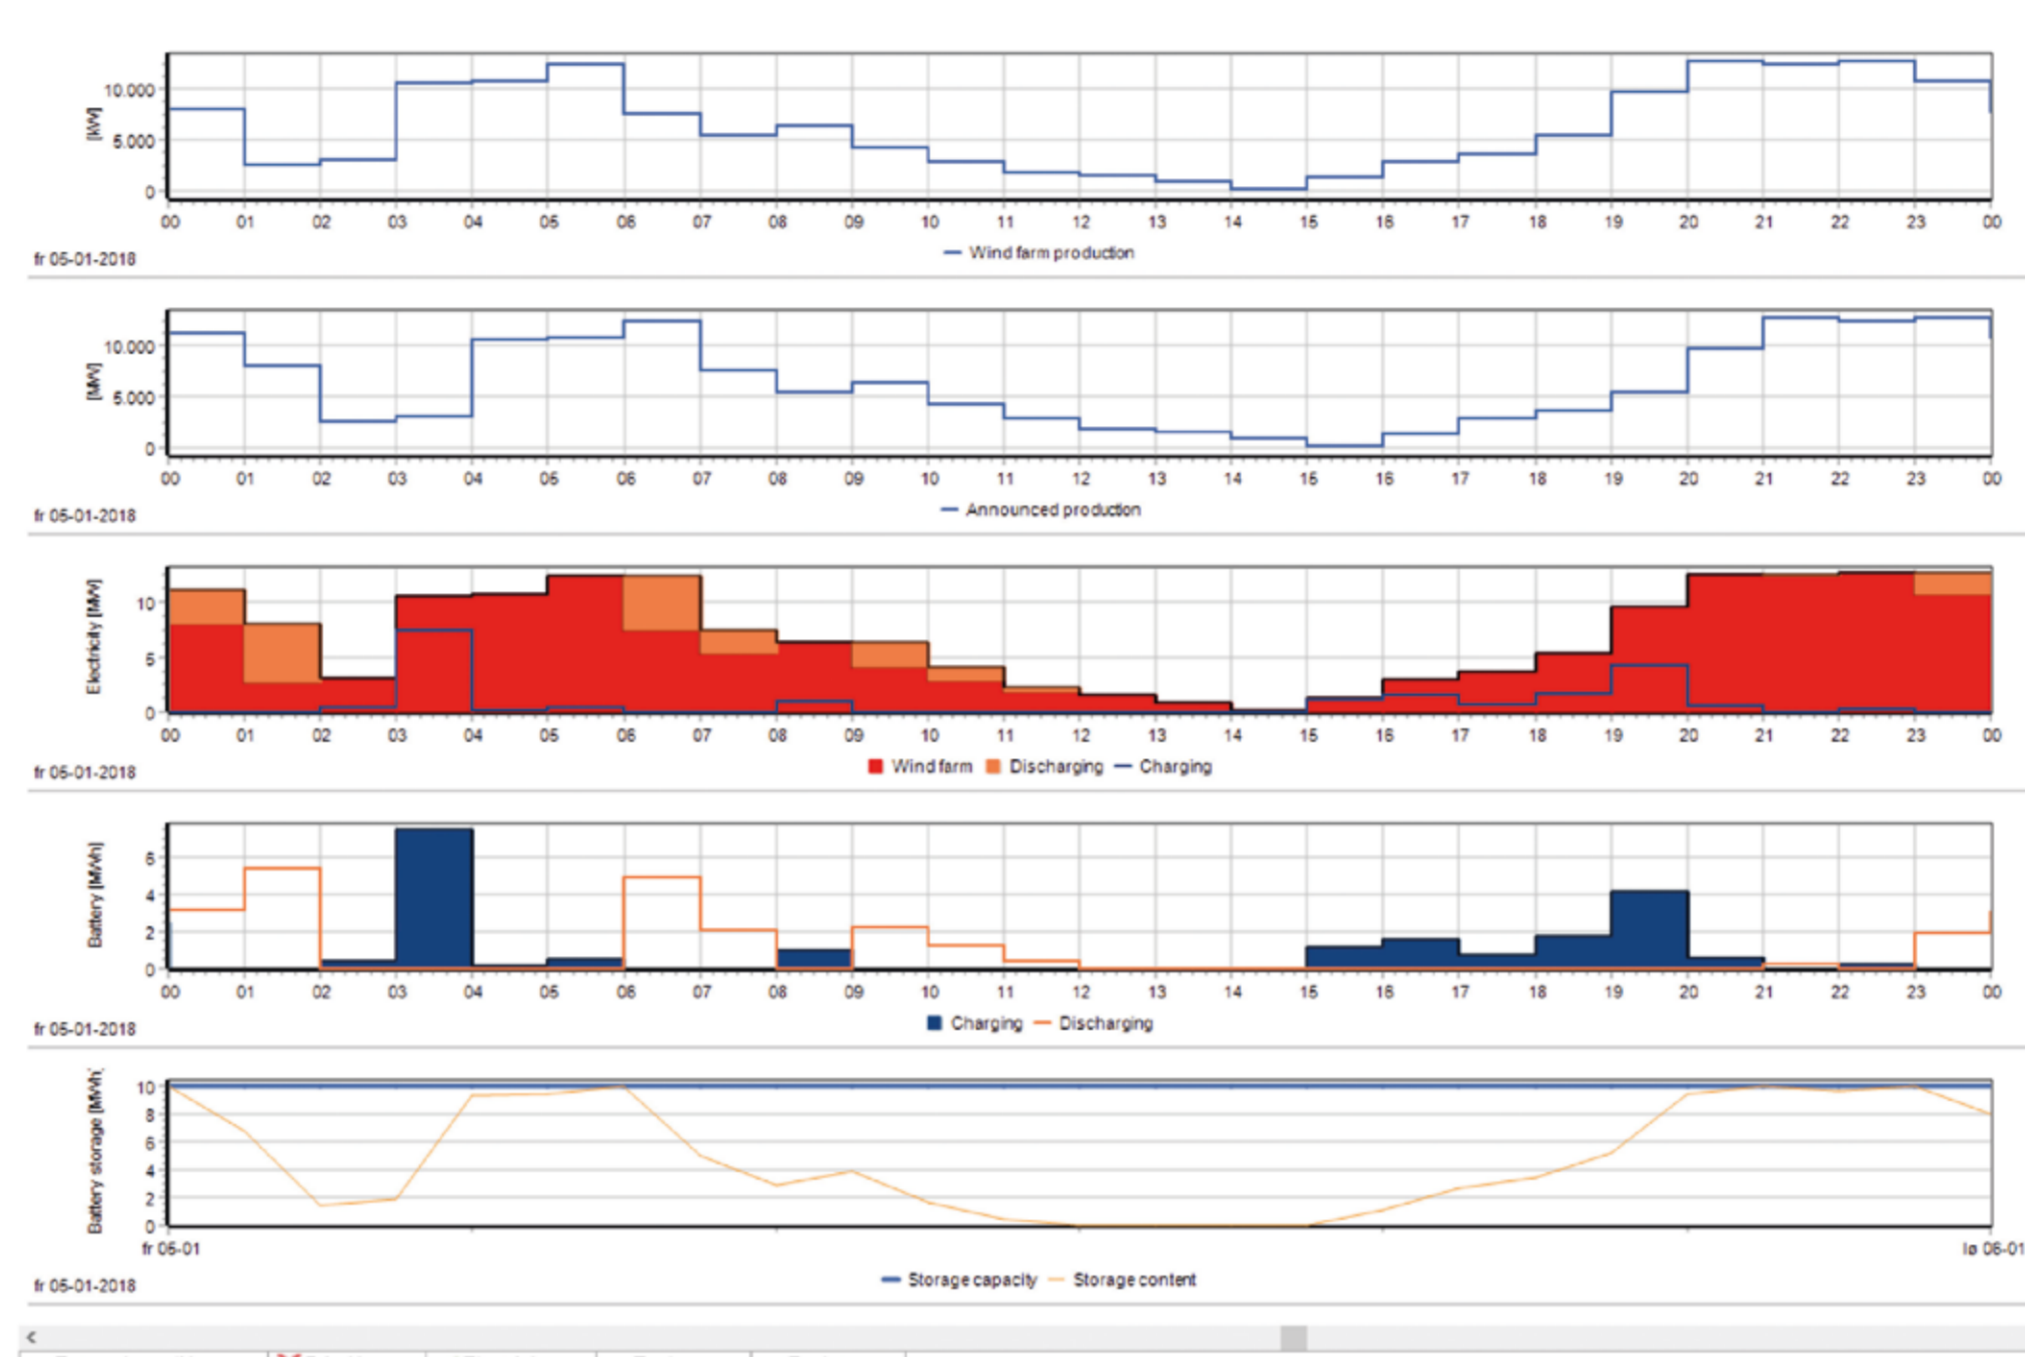 10.000
5.000
0
[kW]
00 01 02 03 04 05 06 07 08 09 10 11 12 13 14 15 16 17 18 19 20 21 22 23 00
fr 05-01-2018
Wind farm production
10.000
5.000
0
[MW]
00 01 02 03 04 05 06 07 08 09 10 11 12 13 14 15 16 17 18 19 20 21 22 23 00
fr 05-01-2018
Announced production
10
5
0
Electricity [MW]
00 01 02 03 04 05 06 07 08 09 10 11 12 13 14 15 16 17 18 19 20 21 22 23 00
fr 05-01-2018
Wind farm Discharging Charging
6
4
2
0
Battery [MWh]
00 01 02 03 04 05 06 07 08 09 10 11 12 13 14 15 16 17 18 19 20 21 22 23 00
fr 05-01-2018
Charging Discharging
10
8
6
4
2
0
Battery storage [MWh]
fr 05-01 lø 06-01
fr 05-01-2018
Storage capacity Storage content